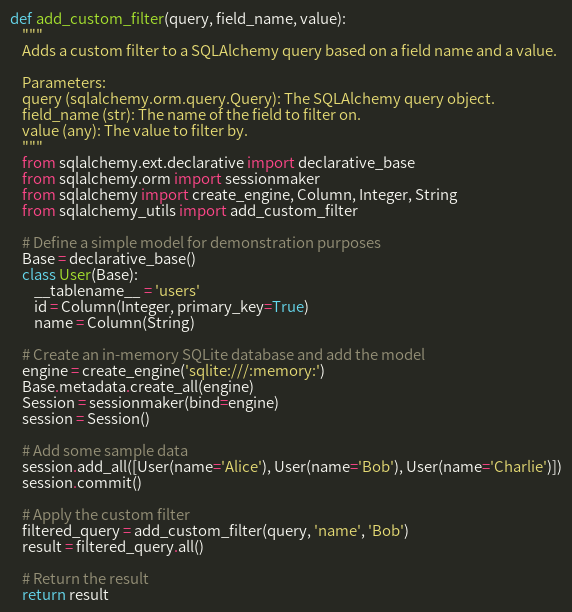 def add_custom_filter(query, field_name, value):
    """
    Adds a custom filter to a SQLAlchemy query based on a field name and a value.

    Parameters:
    query (sqlalchemy.orm.query.Query): The SQLAlchemy query object.
    field_name (str): The name of the field to filter on.
    value (any): The value to filter by.
    """
    from sqlalchemy.ext.declarative import declarative_base
    from sqlalchemy.orm import sessionmaker
    from sqlalchemy import create_engine, Column, Integer, String
    from sqlalchemy_utils import add_custom_filter

    # Define a simple model for demonstration purposes
    Base = declarative_base()
    class User(Base):
        __tablename__ = 'users'
        id = Column(Integer, primary_key=True)
        name = Column(String)

    # Create an in-memory SQLite database and add the model
    engine = create_engine('sqlite:///:memory:')
    Base.metadata.create_all(engine)
    Session = sessionmaker(bind=engine)
    session = Session()

    # Add some sample data
    session.add_all([User(name='Alice'), User(name='Bob'), User(name='Charlie')])
    session.commit()

    # Apply the custom filter
    filtered_query = add_custom_filter(query, 'name', 'Bob')
    result = filtered_query.all()

    # Return the result
    return result